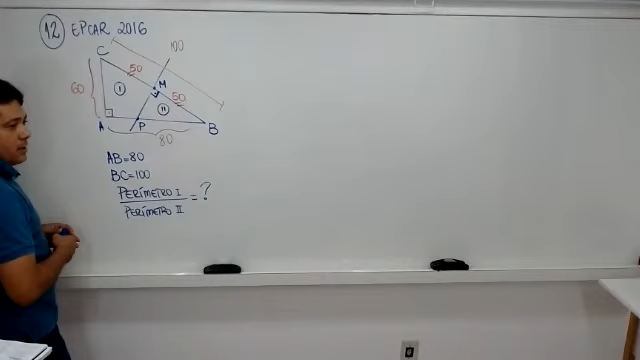 12 EPCAR 2016
100
C
60
50
M
I
50
II
A
P
B
80
AB=80
BC=100
PERÍMETRO I
PERÍMETRO II
= ?